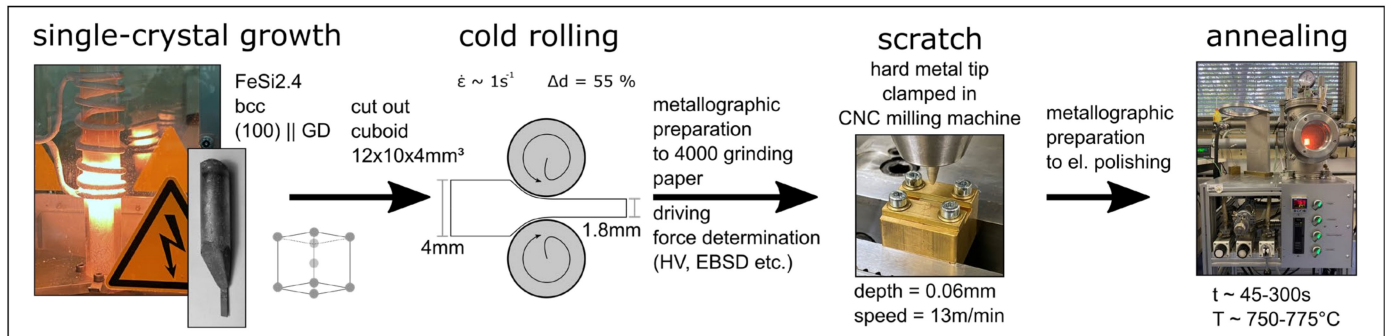 single-crystal growth
FeSi2.4
bcc
(100) || GD
cut out
cuboid
12x10x4mm³
cold rolling
ε̇ ~ 1s⁻¹ Δd = 55 %
4mm
1.8mm
metallographic
preparation
to 4000 grinding
paper
driving
force determination
(HV, EBSD etc.)
scratch
hard metal tip
clamped in
CNC milling machine
depth = 0.06mm
speed = 13m/min
metallographic
preparation
to el. polishing
annealing
t ~ 45-300s
T ~ 750-775°C